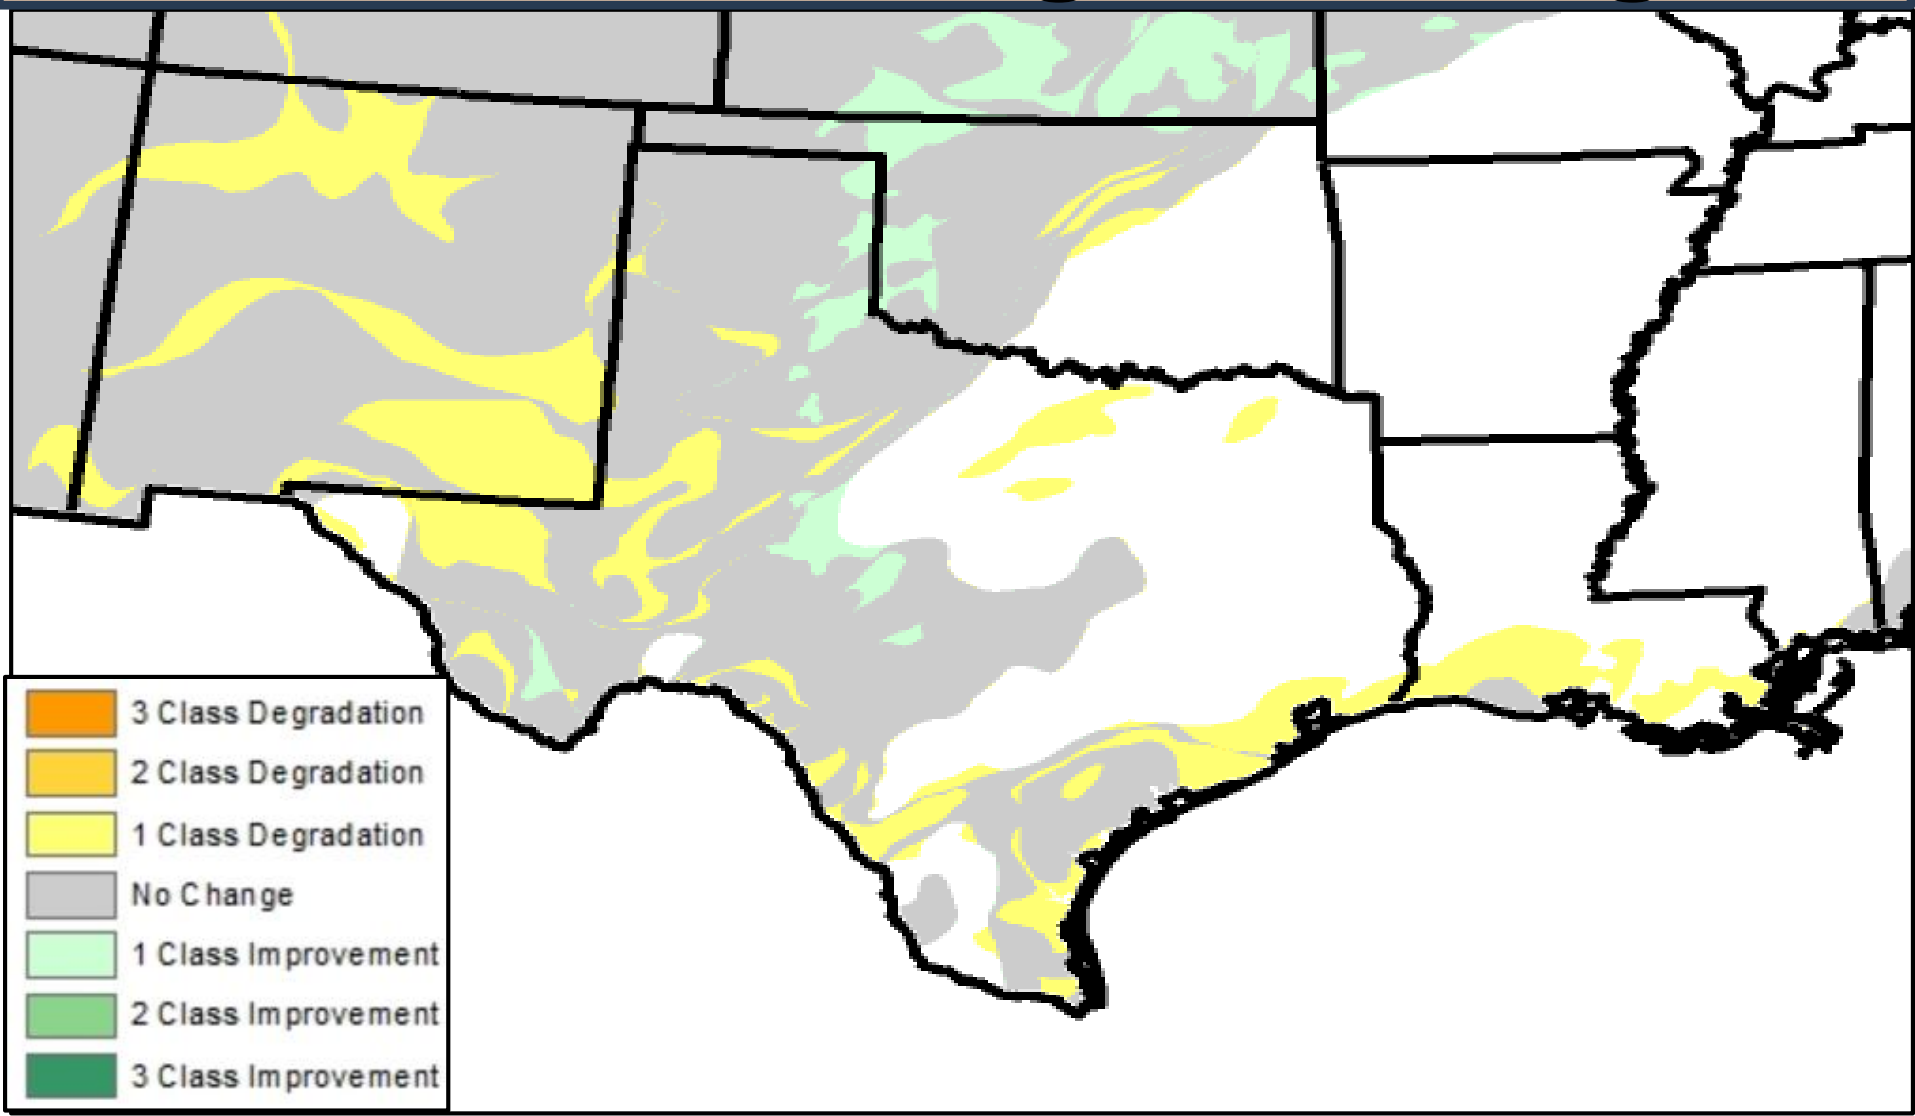 3 Class Degradation
2 Class Degradation
1 Class Degradation
No Change
1 Class Improvement
2 Class Improvement
3 Class Improvement